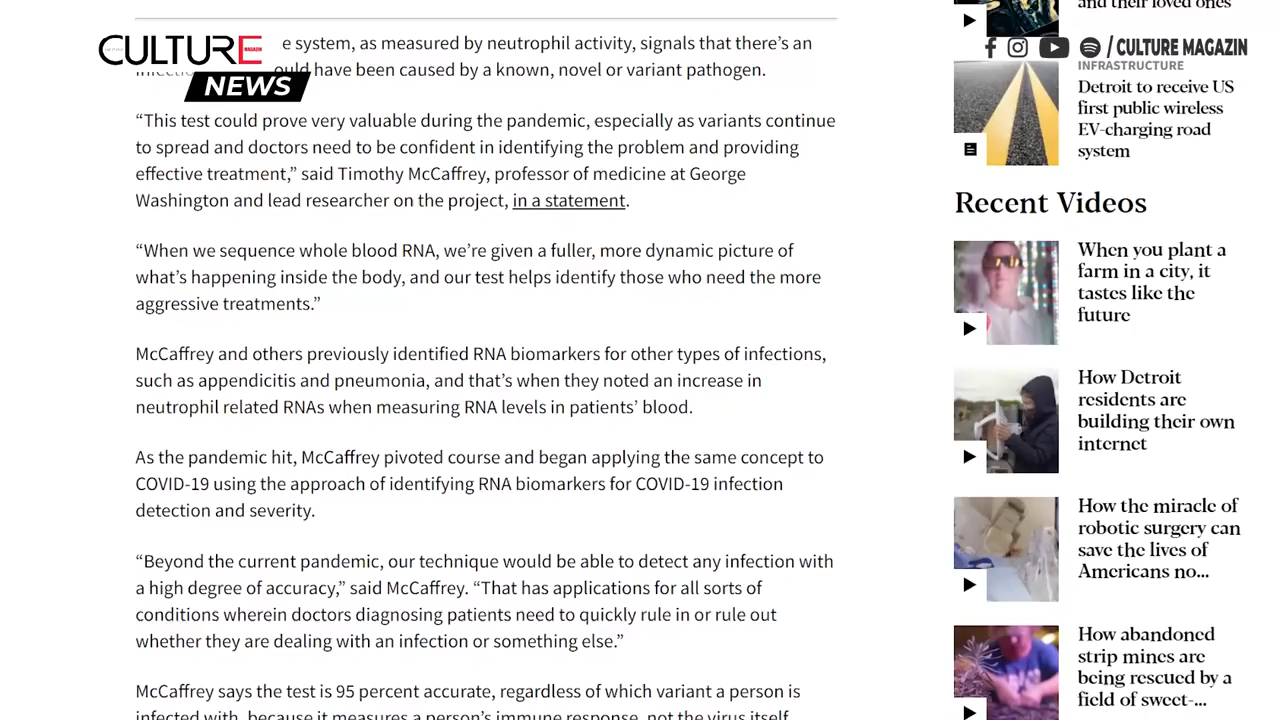 CULTURE
MAGAZIN
NEWS
e system, as measured by neutrophil activity, signals that there’s an
ould have been caused by a known, novel or variant pathogen.
“This test could prove very valuable during the pandemic, especially as variants continue
to spread and doctors need to be confident in identifying the problem and providing
effective treatment,” said Timothy McCaffrey, professor of medicine at George
Washington and lead researcher on the project, in a statement.
“When we sequence whole blood RNA, we’re given a fuller, more dynamic picture of
what’s happening inside the body, and our test helps identify those who need the more
aggressive treatments.”
McCaffrey and others previously identified RNA biomarkers for other types of infections,
such as appendicitis and pneumonia, and that’s when they noted an increase in
neutrophil related RNAs when measuring RNA levels in patients’ blood.
As the pandemic hit, McCaffrey pivoted course and began applying the same concept to
COVID-19 using the approach of identifying RNA biomarkers for COVID-19 infection
detection and severity.
“Beyond the current pandemic, our technique would be able to detect any infection with
a high degree of accuracy,” said McCaffrey. “That has applications for all sorts of
conditions wherein doctors diagnosing patients need to quickly rule in or rule out
whether they are dealing with an infection or something else.”
McCaffrey says the test is 95 percent accurate, regardless of which variant a person is
infected with, because it measures a person’s immune response, not the virus itself
and their loved ones
/ CULTURE MAGAZIN
INFRASTRUCTURE
Detroit to receive US
first public wireless
EV-charging road
system
Recent Videos
When you plant a
farm in a city, it
tastes like the
future
How Detroit
residents are
building their own
internet
How the miracle of
robotic surgery can
save the lives of
Americans no...
How abandoned
strip mines are
being rescued by a
field of sweet-...